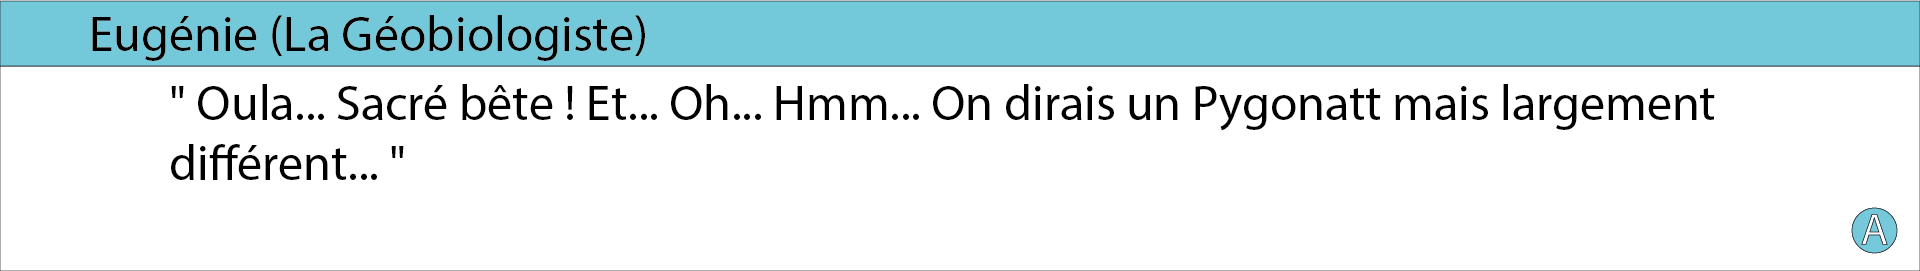 Eugénie (La Géobiologiste)
" Oula... Sacré bête ! Et... Oh... Hmm... On dirais un Pygonatt mais largement
différent... "
A